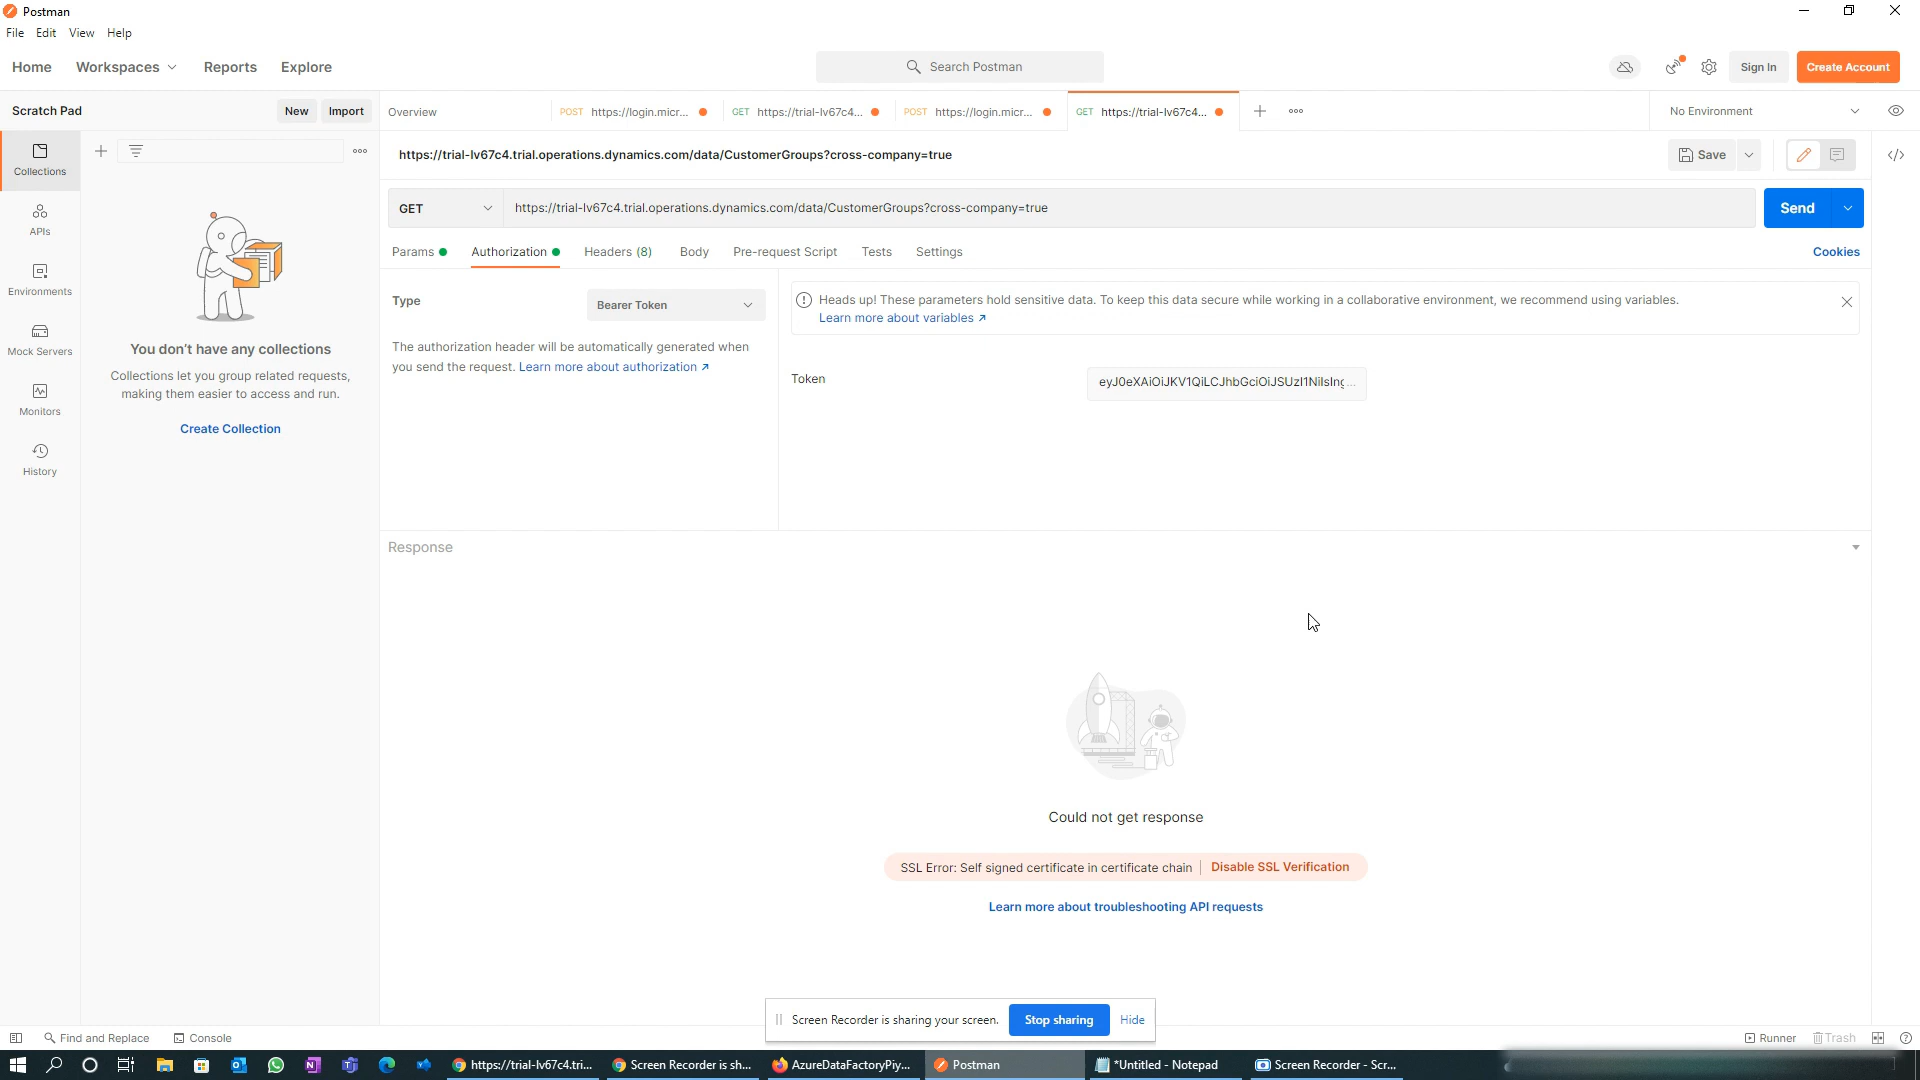 Postman
File Edit View Help
Home Workspaces Reports Explore
Search Postman
Sign In Create Account
Scratch Pad New Import
Overview
POST https://login.micr...
GET https://trial-lv67c4...
POST https://login.micr...
GET https://trial-lv67c4...
No Environment
Collections
APIs
Environments
Mock Servers
Monitors
History
You don't have any collections
Collections let you group related requests,
making them easier to access and run.
Create Collection
https://trial-lv67c4.trial.operations.dynamics.com/data/CustomerGroups?cross-company=true
Save
GET https://trial-lv67c4.trial.operations.dynamics.com/data/CustomerGroups?cross-company=true
Send
Params Authorization Headers (8) Body Pre-request Script Tests Settings
Cookies
Type Bearer Token
The authorization header will be automatically generated when
you send the request. Learn more about authorization ↗
Heads up! These parameters hold sensitive data. To keep this data secure while working in a collaborative environment, we recommend using variables.
Learn more about variables ↗
Token
Response
Could not get response
SSL Error: Self signed certificate in certificate chain | Disable SSL Verification
Learn more about troubleshooting API requests
Screen Recorder is sharing your screen. Stop sharing Hide
Find and Replace Console
Runner Trash
https://trial-lv67c4.tri...
Screen Recorder is sh...
AzureDataFactoryPiy...
Postman
*Untitled - Notepad
Screen Recorder - Scr...